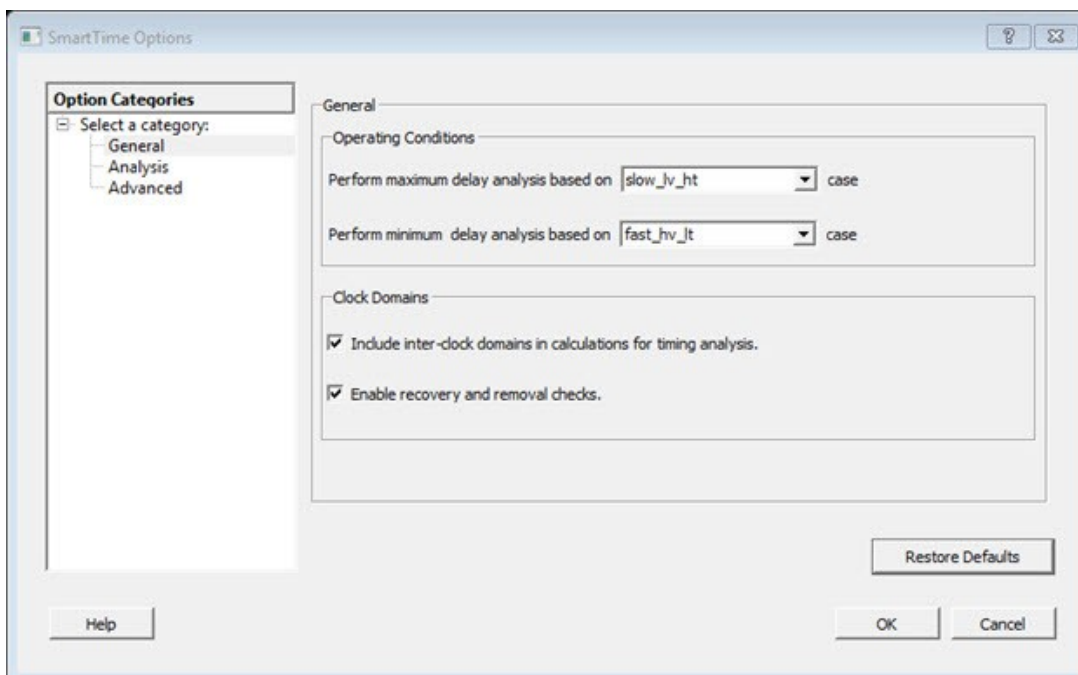 SmartTime Options
Option Categories
Select a category:
General
Analysis
Advanced
General
Operating Conditions
Perform maximum delay analysis based on slow_lv_ht case
Perform minimum delay analysis based on fast_hv_lt case
Clock Domains
Include inter-clock domains in calculations for timing analysis.
Enable recovery and removal checks.
Restore Defaults
Help OK Cancel